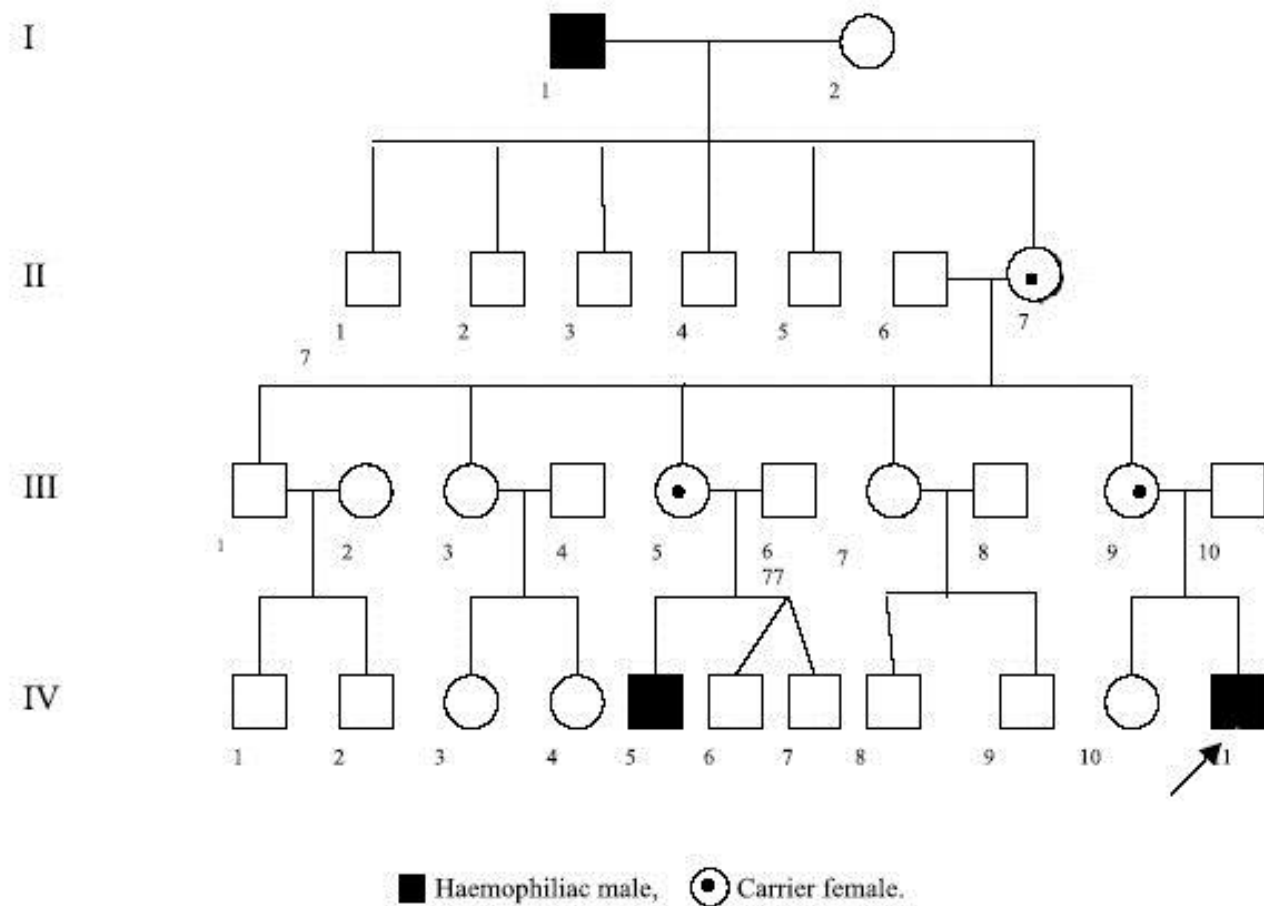 I
1 2
II
1 2 3 4 5 6 7
7
III
1 2 3 4 5 6 7 8 9 10
77
IV
1 2 3 4 5 6 7 8 9 10 11
Haemophiliac male, Carrier female.